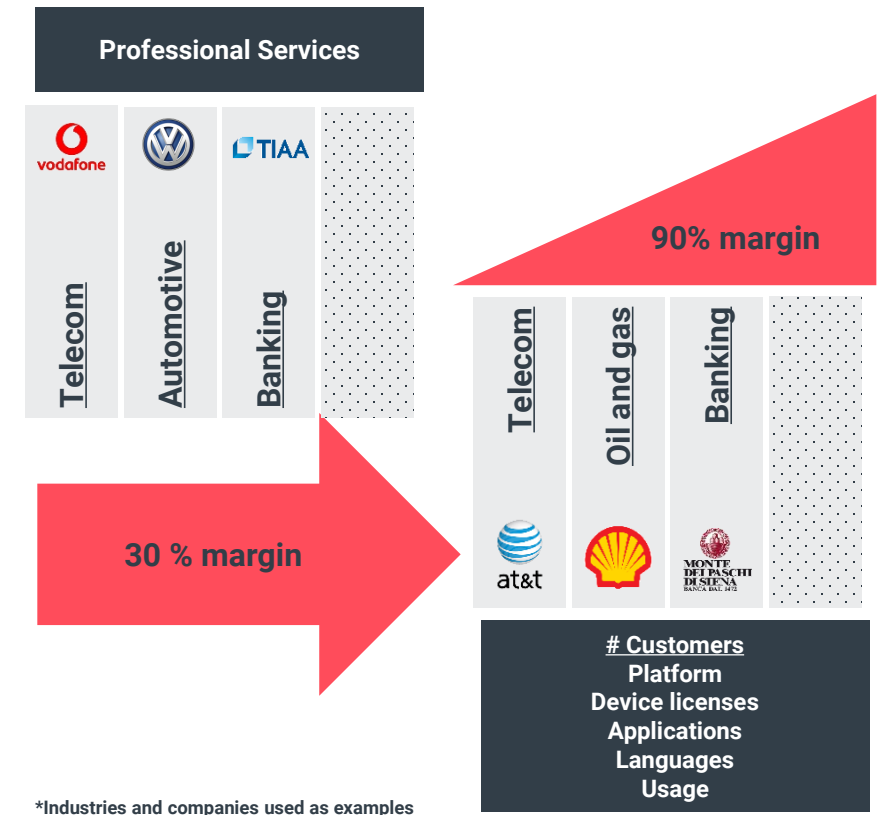 Professional Services
vodafone
TIAA
Telecom
Automotive
Banking
30 % margin
90% margin
Telecom
Oil and gas
Banking
at&t
MONTE
DEI PASCHI
DI SIENA
BANCA DAL 1472
# Customers
Platform
Device licenses
Applications
Languages
Usage
*Industries and companies used as examples